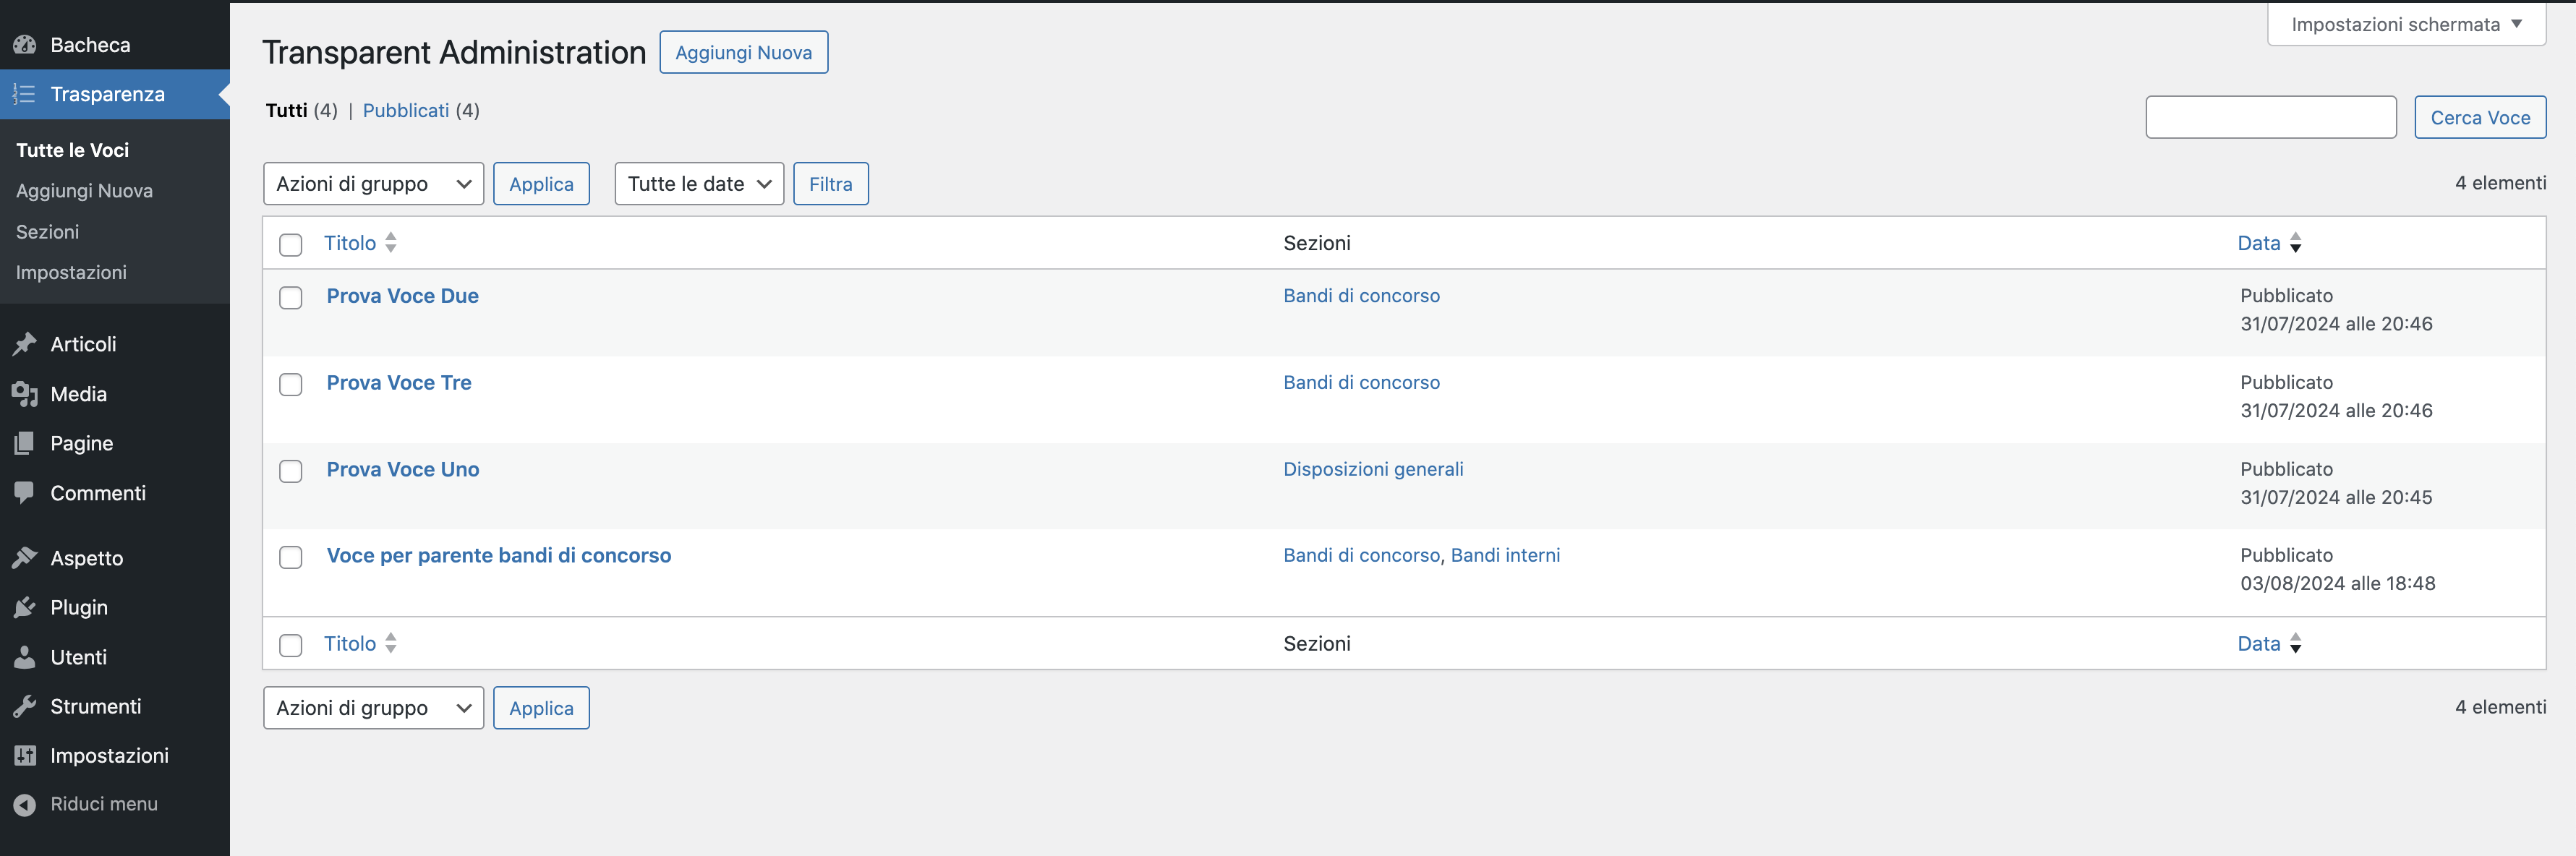 Bacheca
Trasparenza
Tutte le Voci
Aggiungi Nuova
Sezioni
Impostazioni
Articoli
Media
Pagine
Commenti
Aspetto
Plugin
Utenti
Strumenti
Impostazioni
Riduci menu
Impostazioni schermata
Transparent Administration Aggiungi Nuova
Tutti (4) | Pubblicati (4)
Cerca Voce
Azioni di gruppo Applica Tutte le date Filtra 4 elementi
Titolo Sezioni Data
Prova Voce Due Bandi di concorso Pubblicato
31/07/2024 alle 20:46
Prova Voce Tre Bandi di concorso Pubblicato
31/07/2024 alle 20:46
Prova Voce Uno Disposizioni generali Pubblicato
31/07/2024 alle 20:45
Voce per parente bandi di concorso Bandi di concorso, Bandi interni Pubblicato
03/08/2024 alle 18:48
Titolo Sezioni Data
Azioni di gruppo Applica 4 elementi